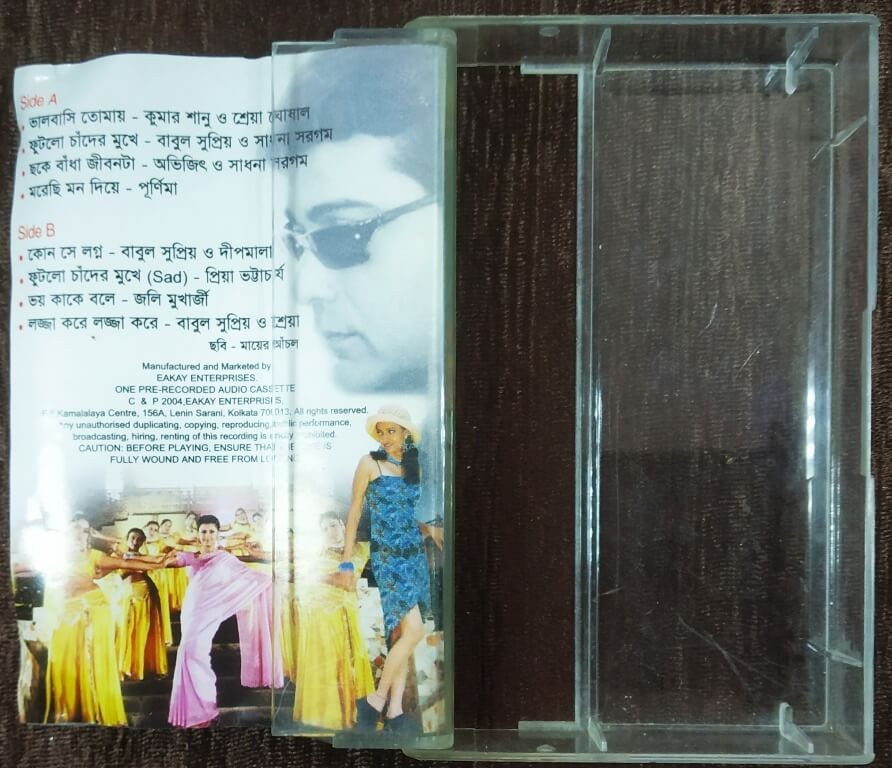 Side A
• ভালবাসি তোমায় - কুমার শানু ও শ্রেয়া ঘোষাল
• ফুটলো চাঁদের মুখে - বাবুল সুপ্রিয় ও সাধনা সরগম
• ছকে বাঁধা জীবনটা - অভিজিৎ ও সাধনা সরগম
• মরেছি মন দিয়ে - পূর্ণিমা
Side B
• কোন সে লগ্ন - বাবুল সুপ্রিয় ও দীপমালা
• ফুটলো চাঁদের মুখে (Sad) - প্রিয়া ভট্টাচার্য
• ভয় কাকে বলে - জলি মুখার্জী
• লজ্জা করে লজ্জা করে - বাবুল সুপ্রিয় ও শ্রেয়া
ছবি - মায়ের আঁচল
Manufactured and Marketed by
EAKAY ENTERPRISES.
ONE PRE-RECORDED AUDIO CASSETTE
C & P 2004,EAKAY ENTERPRISES,
Kamalalaya Centre, 156A, Lenin Sarani, Kolkata 700013. All rights reserved.
Any unauthorised duplicating, copying, reproducing, public performance,
broadcasting, hiring, renting of this recording is strictly prohibited.
CAUTION: BEFORE PLAYING, ENSURE THAT IS
FULLY WOUND AND FREE FROM